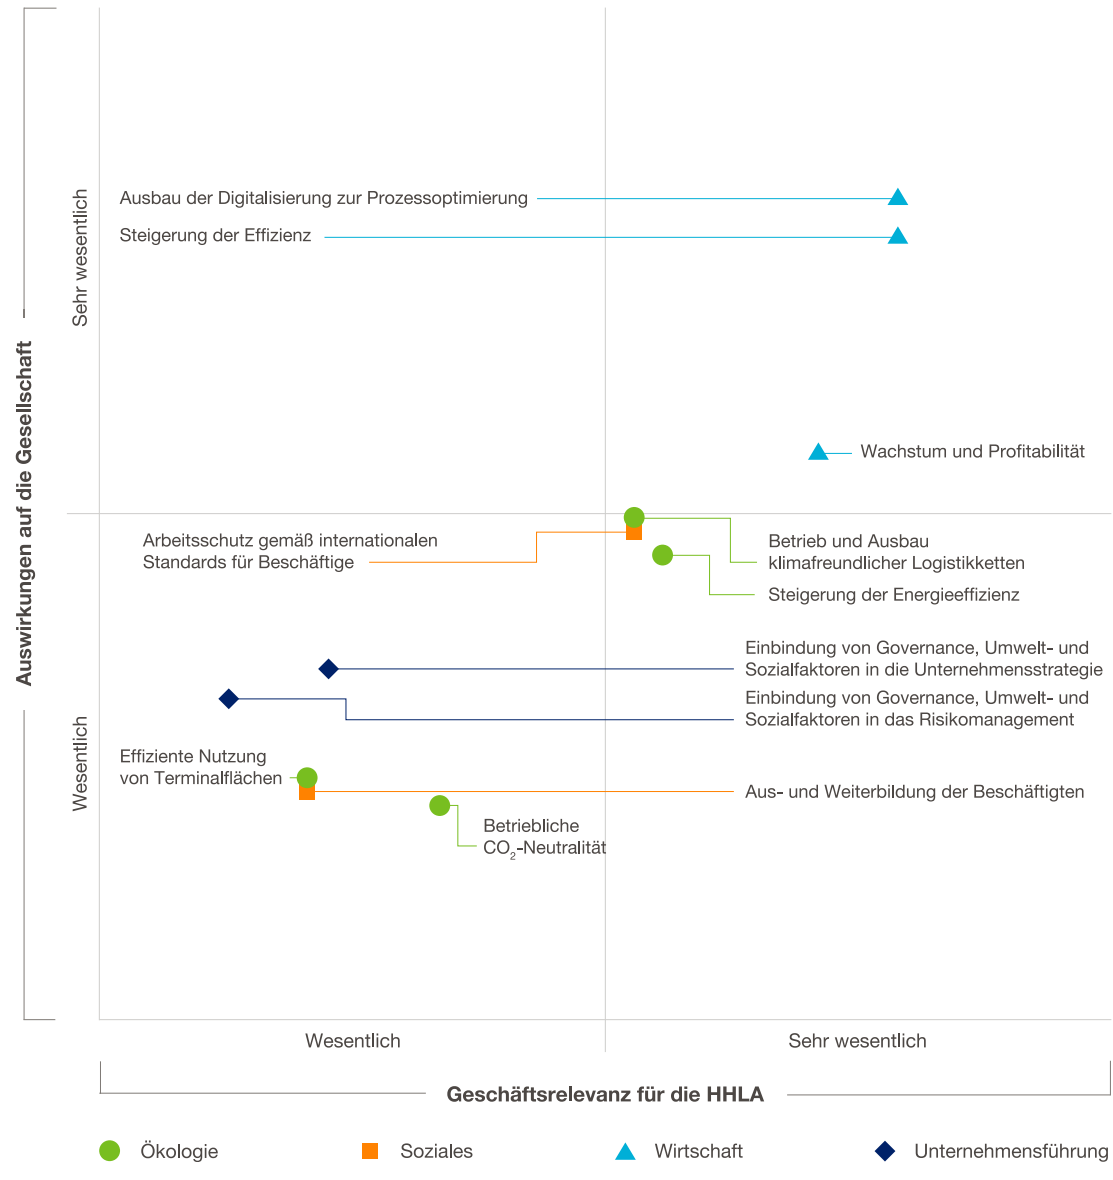 Auswirkungen auf die Gesellschaft
Sehr wesentlich
Wesentlich
Ausbau der Digitalisierung zur Prozessoptimierung
Steigerung der Effizienz
Wachstum und Profitabilität
Arbeitsschutz gemäß internationalen
Standards für Beschäftige
Betrieb und Ausbau
klimafreundlicher Logistikketten
Steigerung der Energieeffizienz
Einbindung von Governance, Umwelt- und
Sozialfaktoren in die Unternehmensstrategie
Einbindung von Governance, Umwelt- und
Sozialfaktoren in das Risikomanagement
Effiziente Nutzung
von Terminalflächen
Aus- und Weiterbildung der Beschäftigten
Betriebliche
CO₂-Neutralität
Wesentlich
Sehr wesentlich
Geschäftsrelevanz für die HHLA
Ökologie
Soziales
Wirtschaft
Unternehmensführung